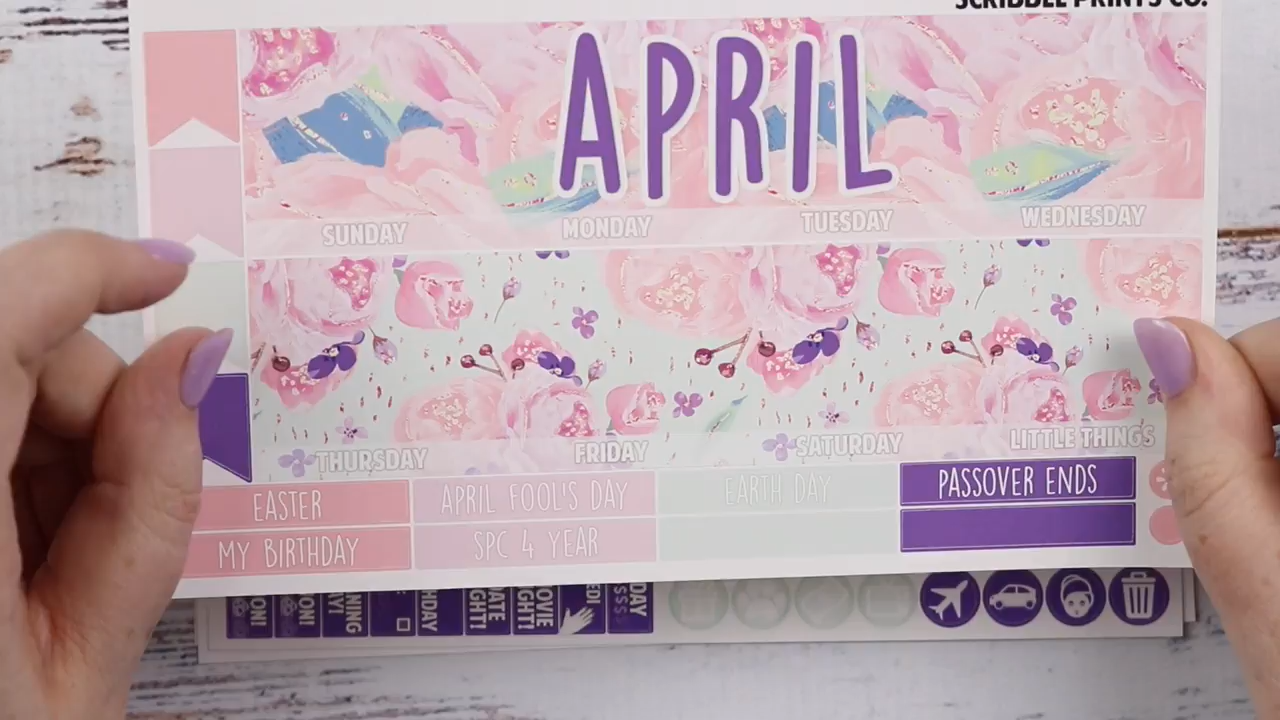 SCRIBBLE PRINTS CO.
APRIL
SUNDAY MONDAY TUESDAY WEDNESDAY
THURSDAY FRIDAY SATURDAY LITTLE THINGS
EASTER APRIL FOOL'S DAY EARTH DAY PASSOVER ENDS
MY BIRTHDAY SPC 4 YEAR